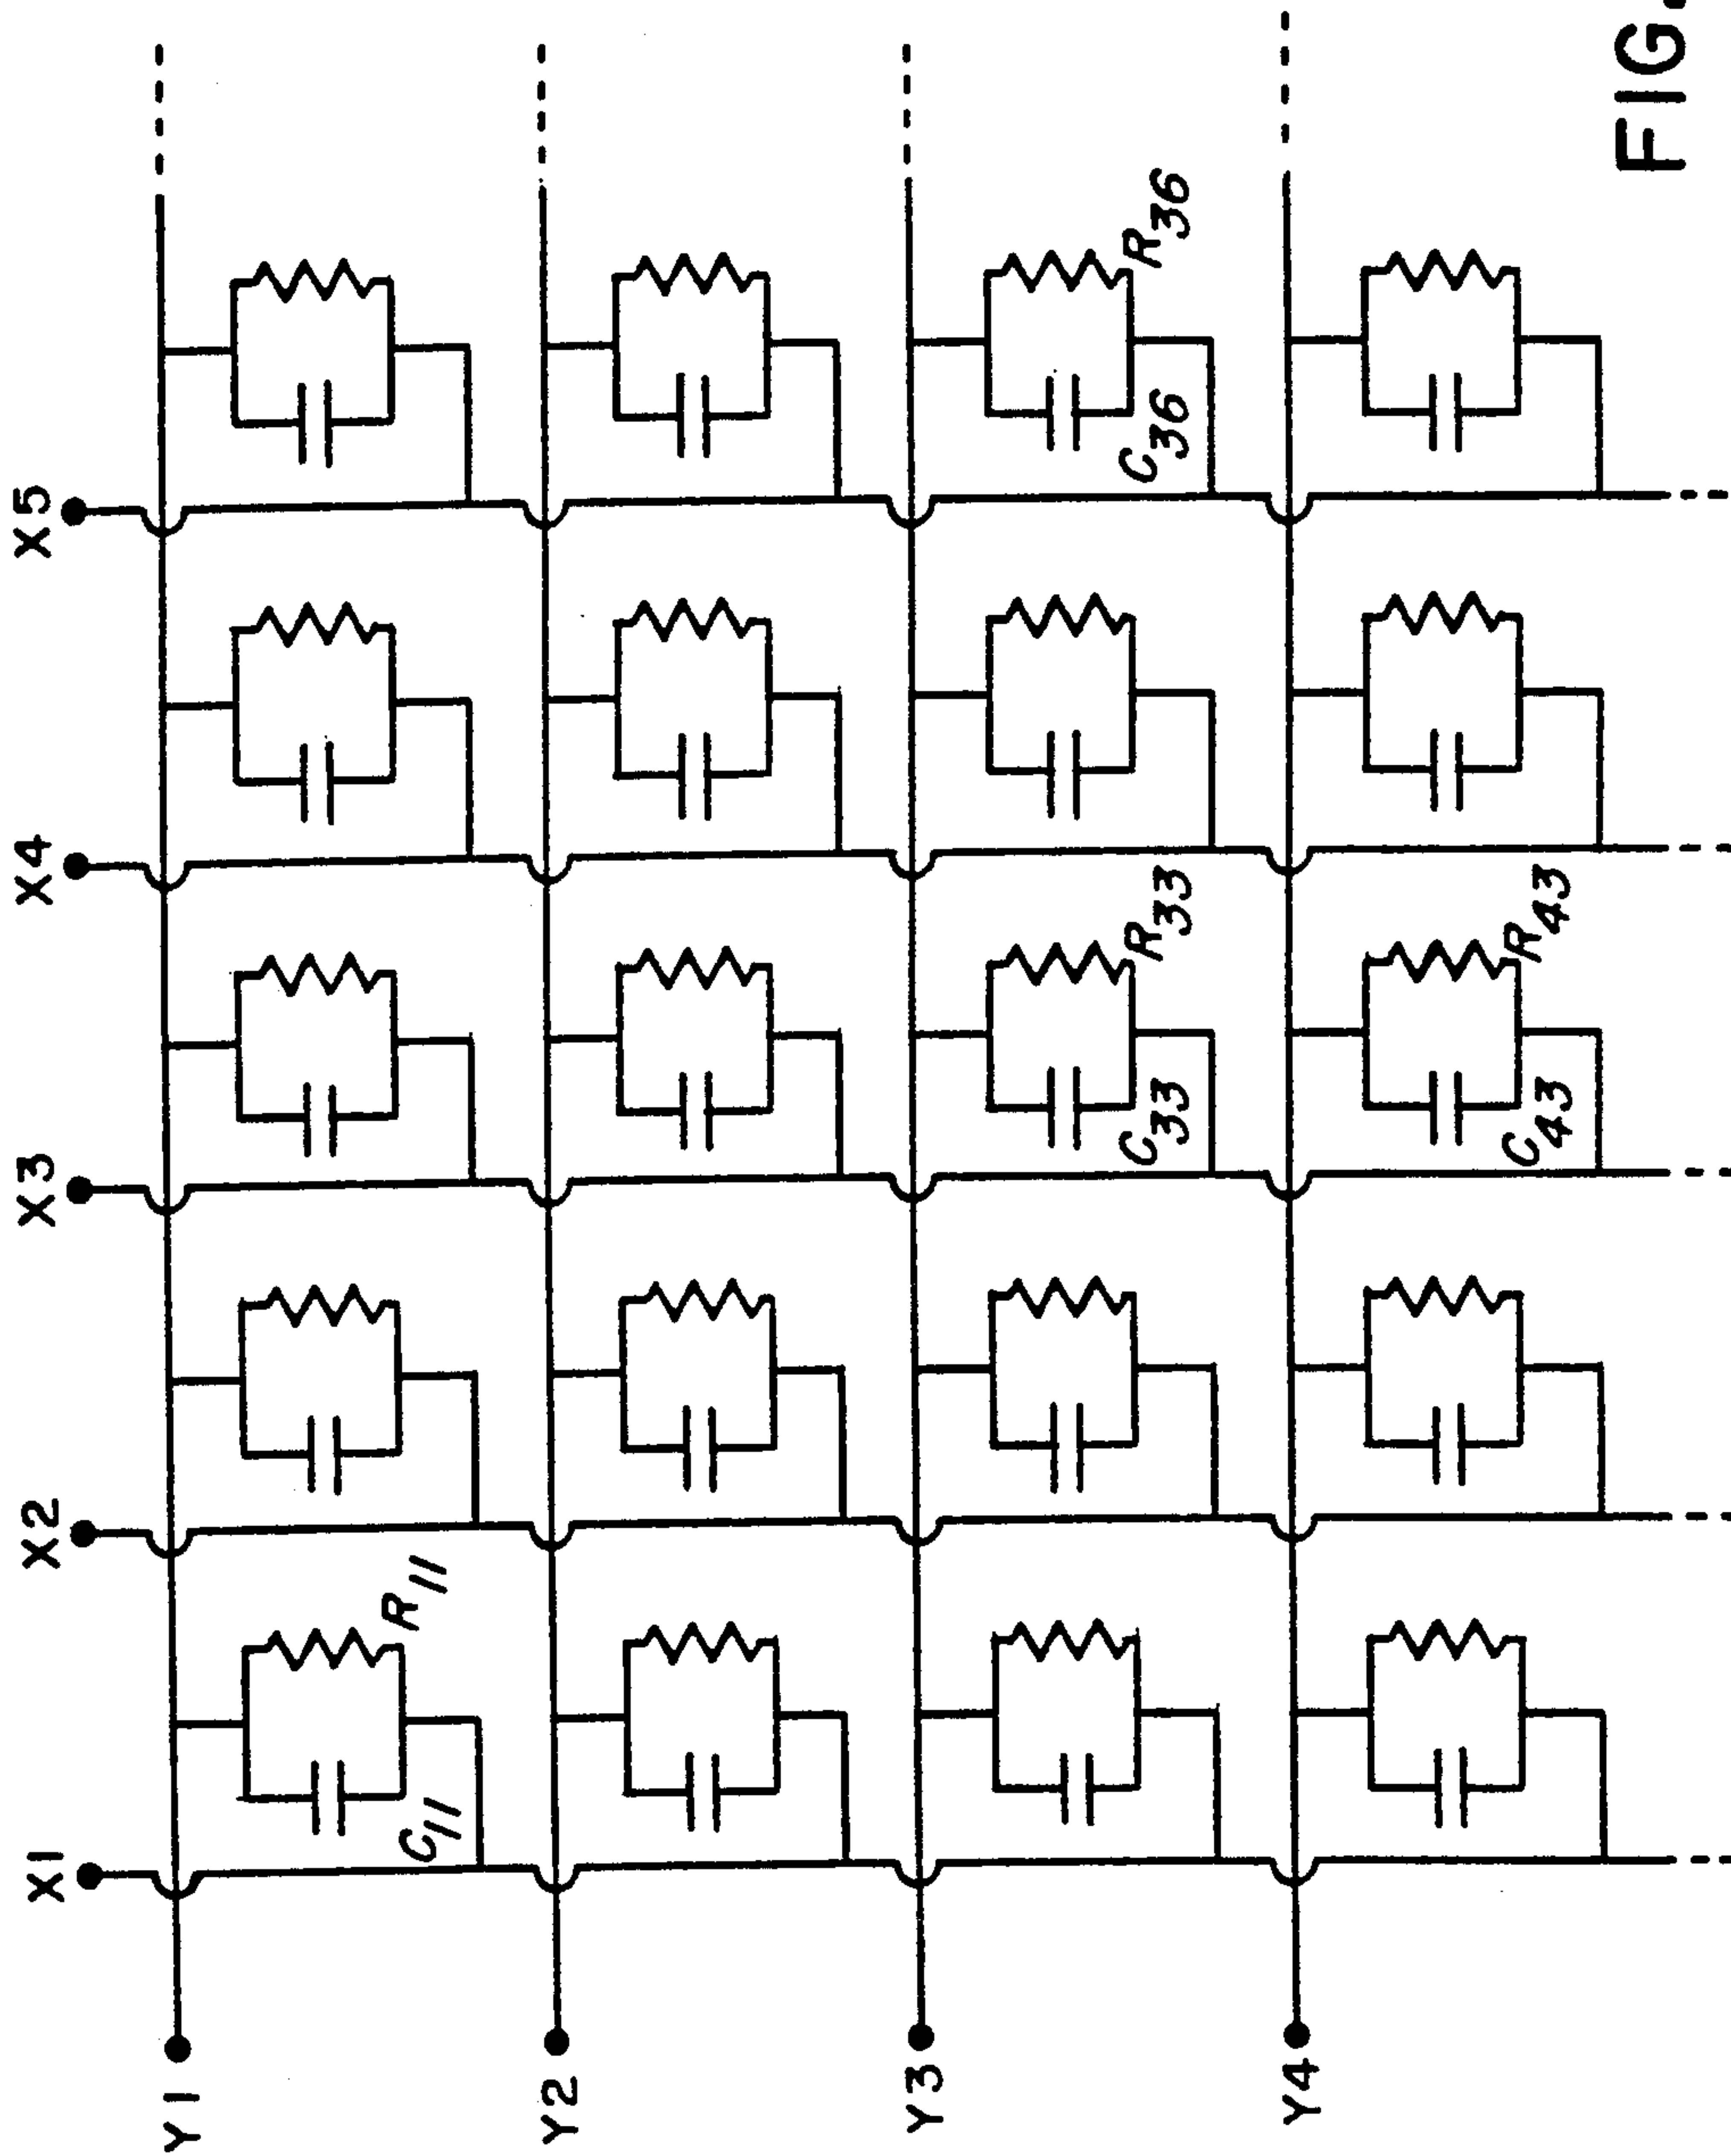 X1 X2 X3 X4 X5
Y1
C11 R11
Y2
Y3
C33 R33 C36 R36
Y4
C43 R43
FIG.